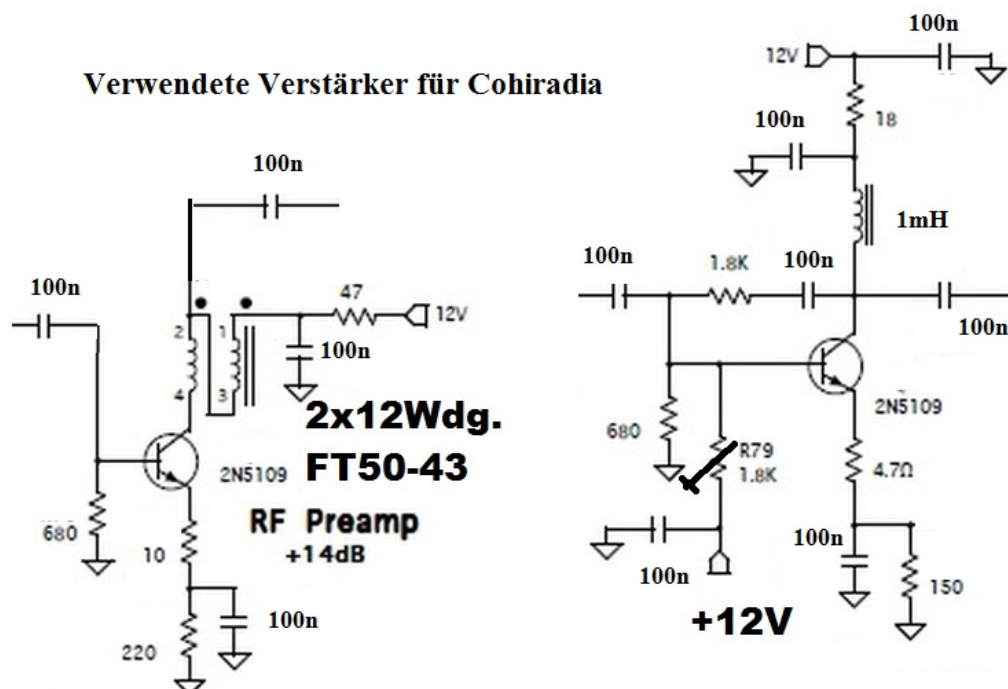 Verwendete Verstärker für Cohiradia
100n
100n
2
4
1
3
47
12V
100n
2x12Wdg.
FT50-43
2N5109
RF Preamp
+14dB
680
10
100n
220
12V
100n
18
100n
1mH
100n
1.8K
100n
100n
2N5109
680
R79
1.8K
4.7Ω
100n
100n
150
+12V